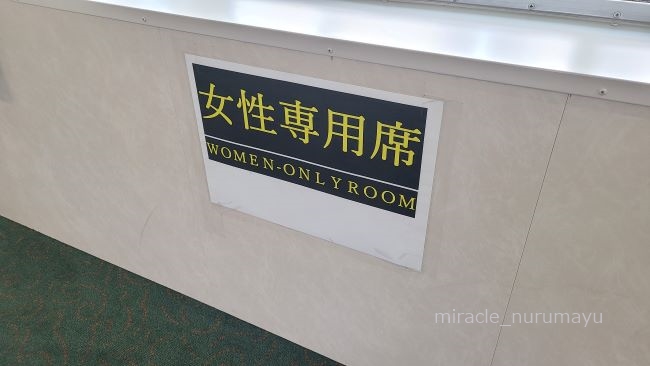 女性専用席
WOMEN-ONLYROOM
miracle_nurumayu